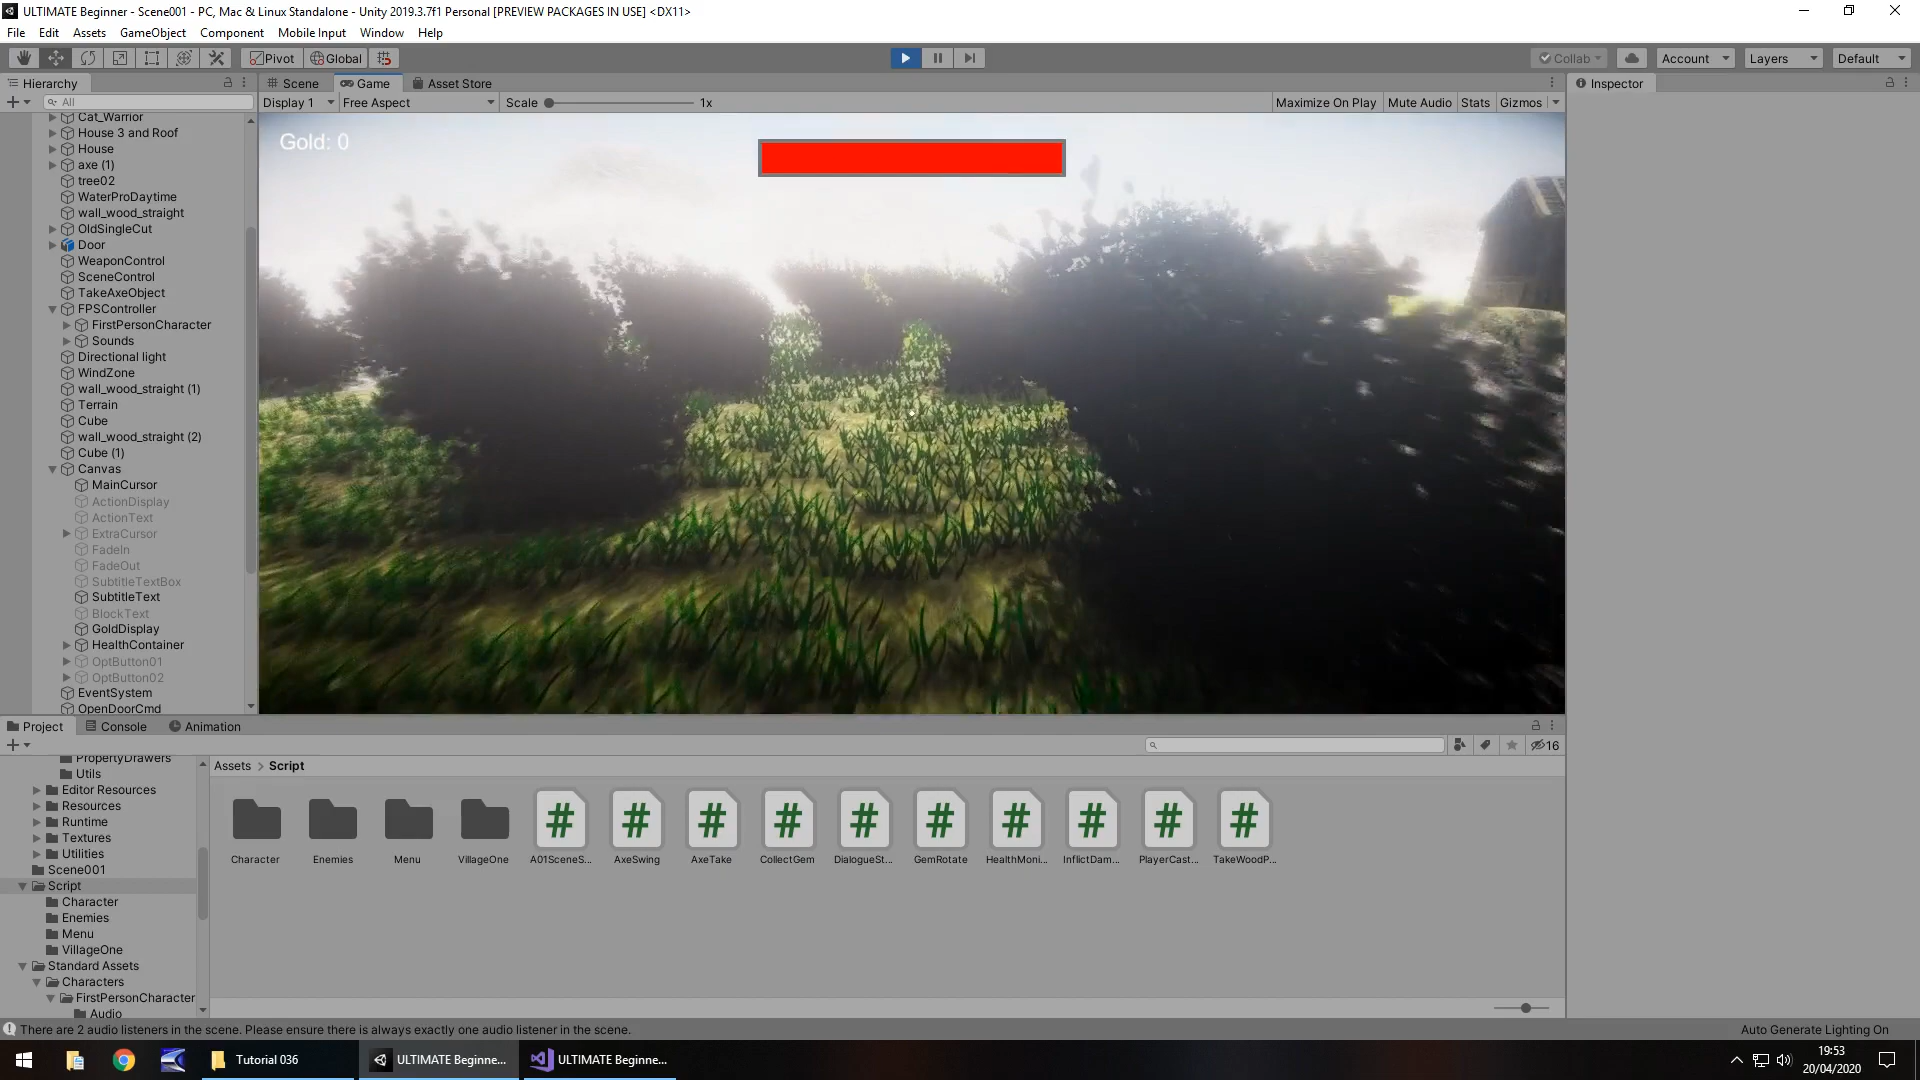 ULTIMATE Beginner - Scene001 - PC, Mac & Linux Standalone - Unity 2019.3.7f1 Personal [PREVIEW PACKAGES IN USE] <DX11>
File Edit Assets GameObject Component Mobile Input Window Help
Pivot Global Collab Account Layers Default
Hierarchy Scene Game Asset Store Inspector
All Display 1 Free Aspect Scale 1x Maximize On Play Mute Audio Stats Gizmos
Cat_Warrior
House 3 and Roof
House
axe (1)
tree02
WaterProDaytime
wall_wood_straight
OldSingleCut
Door
WeaponControl
SceneControl
TakeAxeObject
FPSController
FirstPersonCharacter
Sounds
Directional light
WindZone
wall_wood_straight (1)
Terrain
Cube
wall_wood_straight (2)
Cube (1)
Canvas
MainCursor
ActionDisplay
ActionText
ExtraCursor
FadeIn
FadeOut
SubtitleTextBox
SubtitleText
BlockText
GoldDisplay
HealthContainer
OptButton01
OptButton02
EventSystem
OpenDoorCmd
Gold: 0
Project Console Animation
16
PropertyDrawers
Utils
Editor Resources
Resources
Runtime
Textures
Utilities
Scene001
Script
Character
Enemies
Menu
VillageOne
Standard Assets
Characters
FirstPersonCharacter
Audio
Assets > Script
Character Enemies Menu VillageOne A01SceneS... AxeSwing AxeTake CollectGem DialogueSt... GemRotate HealthMoni... InflictDam... PlayerCast... TakeWoodP...
There are 2 audio listeners in the scene. Please ensure there is always exactly one audio listener in the scene.
Auto Generate Lighting On
Tutorial 036 ULTIMATE Beginne... ULTIMATE Beginne...
19:53
20/04/2020